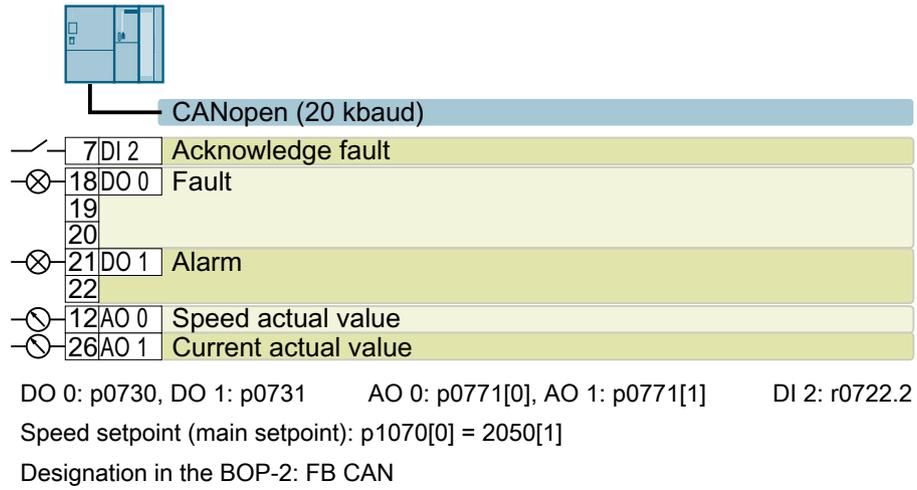 CANopen (20 kbaud)
7 DI 2 Acknowledge fault
18 DO 0 Fault
19
20
21 DO 1 Alarm
22
12 AO 0 Speed actual value
26 AO 1 Current actual value
DO 0: p0730, DO 1: p0731 AO 0: p0771[0], AO 1: p0771[1] DI 2: r0722.2
Speed setpoint (main setpoint): p1070[0] = 2050[1]
Designation in the BOP-2: FB CAN